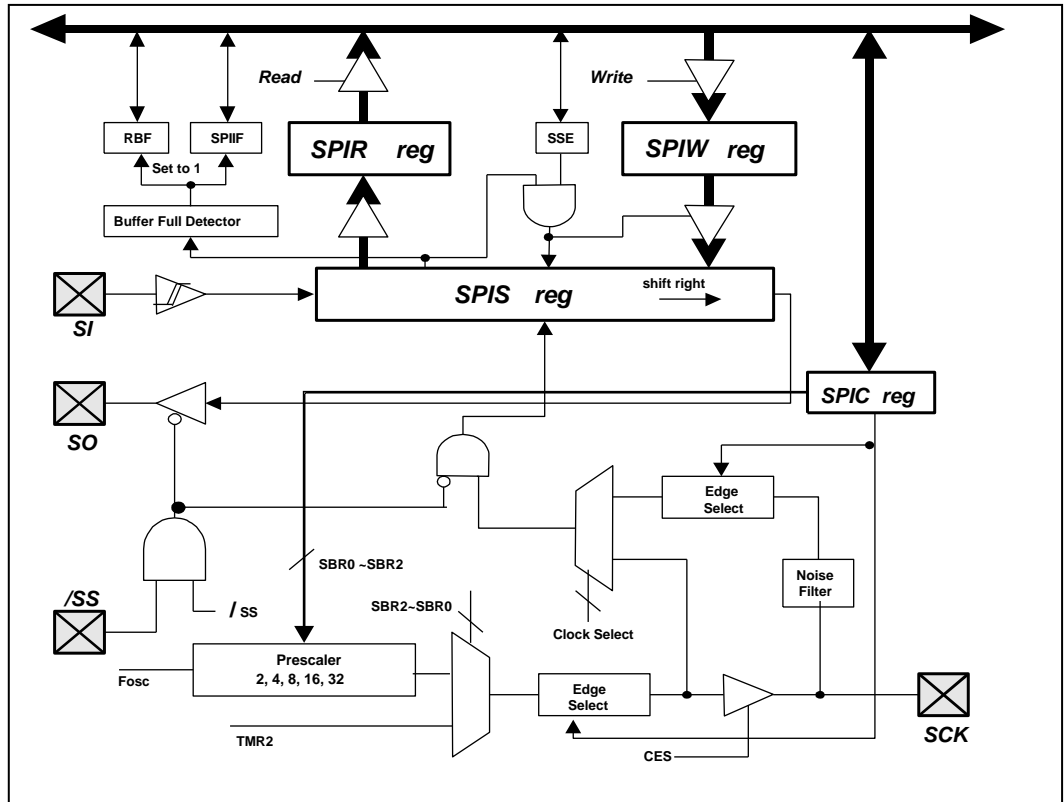 Read
Write
RBF
SPIIF
SPIR reg
SSE
SPIW reg
Set to 1
Buffer Full Detector
SPIS reg
shift right
SI
SPIC reg
SO
Edge
Select
SBR0 ~SBR2
Noise
Filter
/SS
/ SS
SBR2~SBR0
Clock Select
Prescaler
2, 4, 8, 16, 32
Fosc
Edge
Select
TMR2
CES
SCK